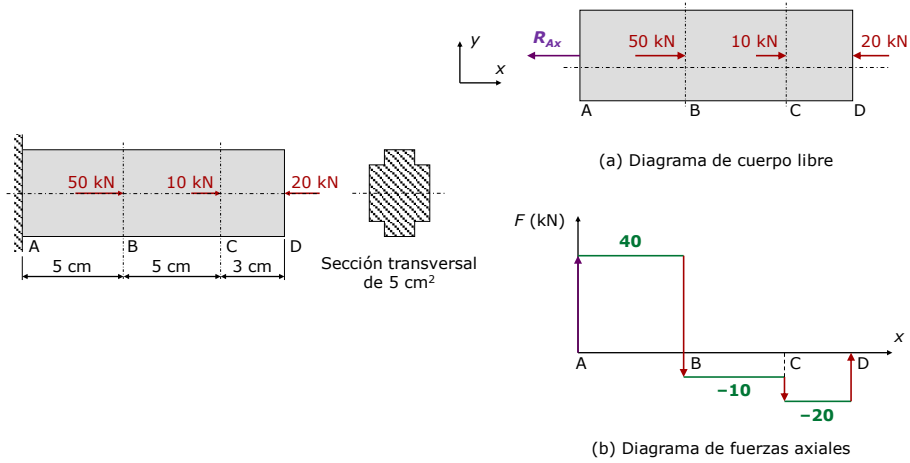 50 kN 10 kN 20 kN
A B C D
5 cm 5 cm 3 cm
Sección transversal
de 5 cm²
y
x
R_Ax
50 kN 10 kN 20 kN
A B C D
(a) Diagrama de cuerpo libre
F (kN)
40
x
A B C D
–10
–20
(b) Diagrama de fuerzas axiales